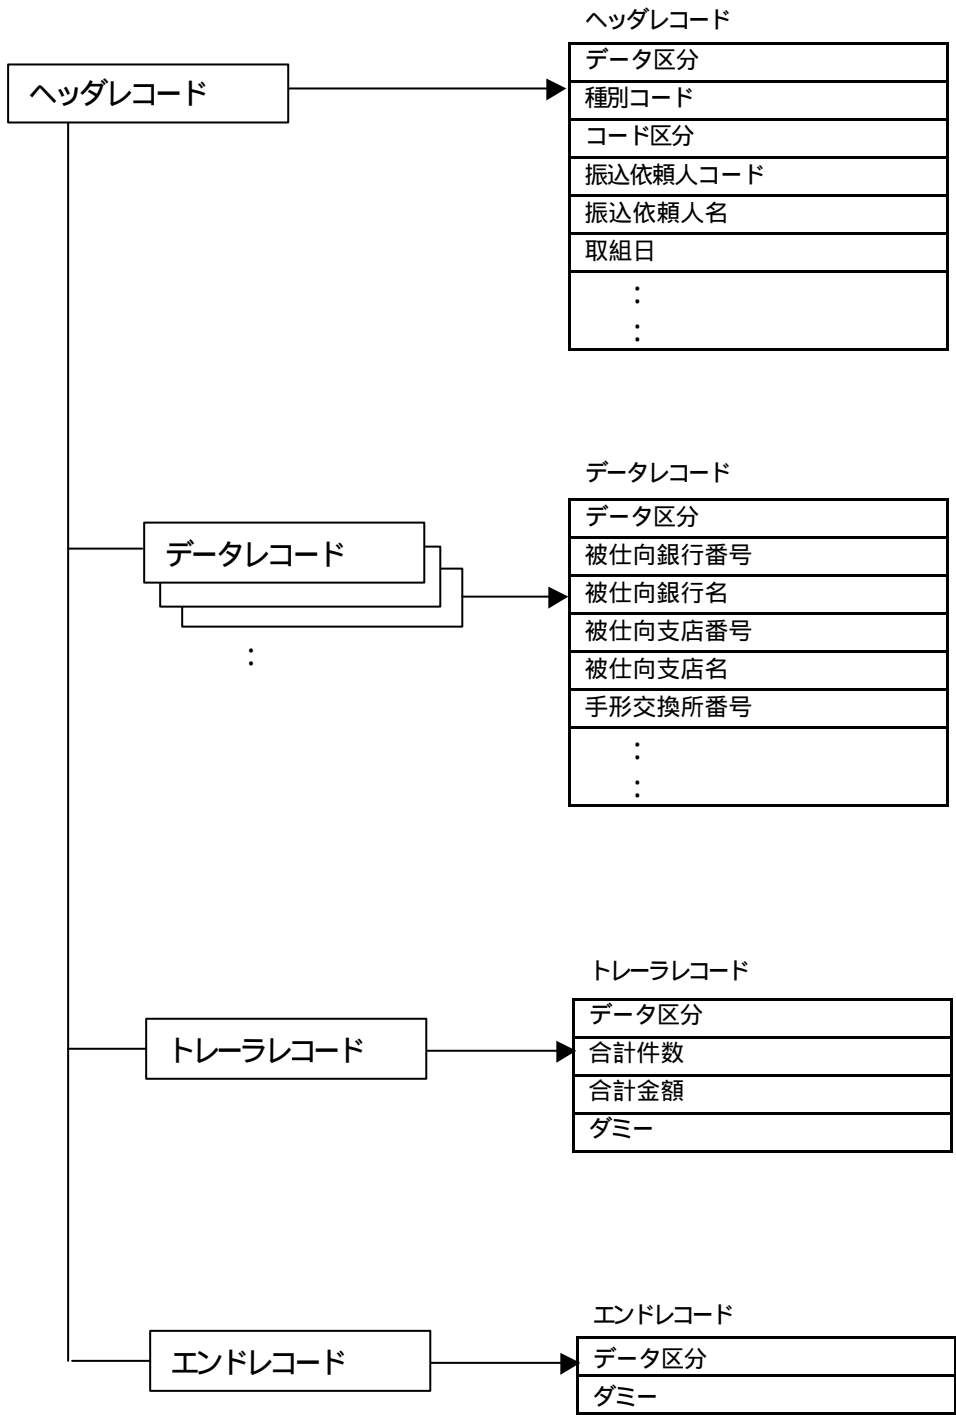 ヘッダレコード
ヘッダレコード
データ区分
種別コード
コード区分
振込依頼人コード
振込依頼人名
取組日
：
：
データレコード
データレコード
：
データ区分
被仕向銀行番号
被仕向銀行名
被仕向支店番号
被仕向支店名
手形交換所番号
：
：
トレーラレコード
トレーラレコード
データ区分
合計件数
合計金額
ダミー
エンドレコード
エンドレコード
データ区分
ダミー